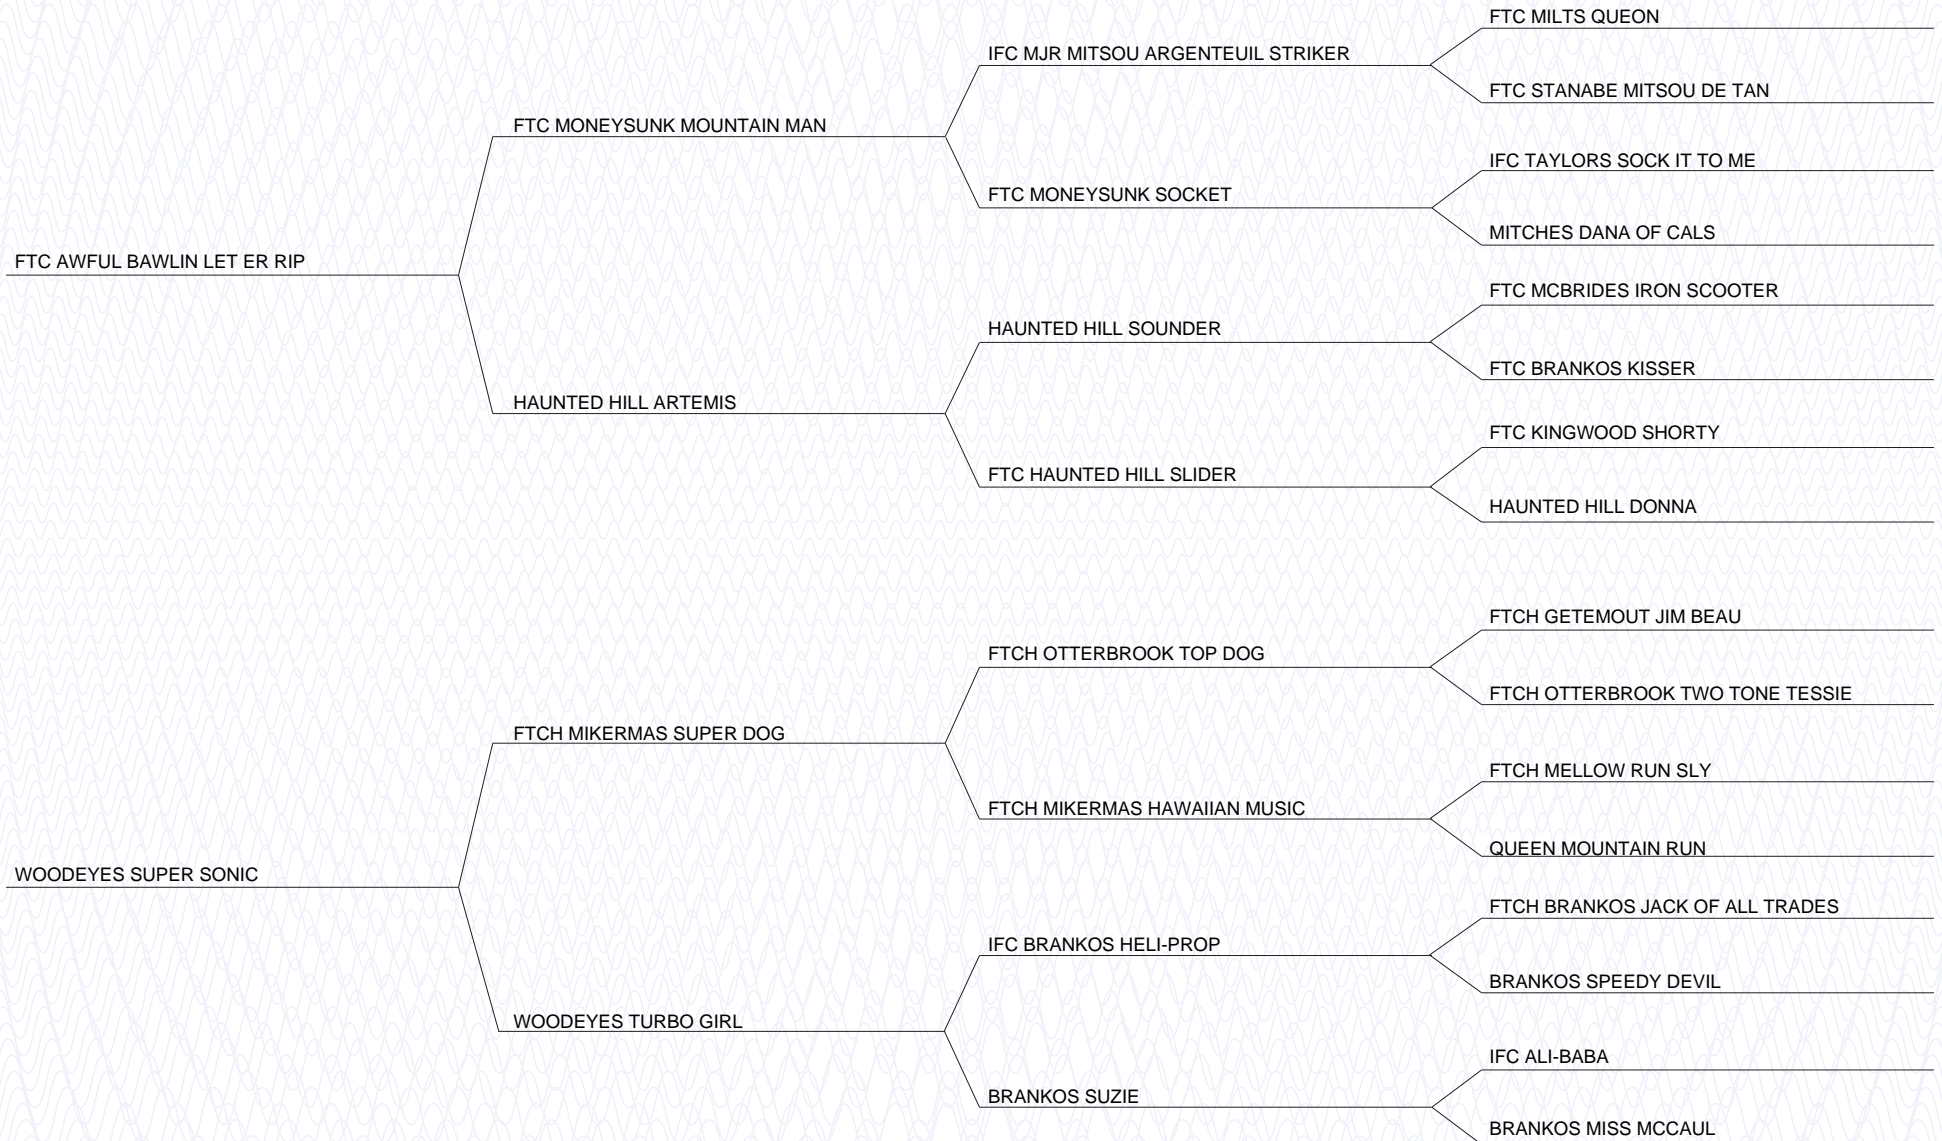 FTC MILTS QUEON
IFC MJR MITSOU ARGENTEUIL STRIKER
FTC STANABE MITSOU DE TAN
FTC MONEYSUNK MOUNTAIN MAN
IFC TAYLORS SOCK IT TO ME
FTC MONEYSUNK SOCKET
MITCHES DANA OF CALS
FTC AWFUL BAWLIN LET ER RIP
FTC MCBRIDES IRON SCOOTER
HAUNTED HILL SOUNDER
FTC BRANKOS KISSER
HAUNTED HILL ARTEMIS
FTC KINGWOOD SHORTY
FTC HAUNTED HILL SLIDER
HAUNTED HILL DONNA
FTCH GETEMOUT JIM BEAU
FTCH OTTERBROOK TOP DOG
FTCH OTTERBROOK TWO TONE TESSIE
FTCH MIKERMAS SUPER DOG
FTCH MELLOW RUN SLY
FTCH MIKERMAS HAWAIIAN MUSIC
QUEEN MOUNTAIN RUN
WOODEYES SUPER SONIC
FTCH BRANKOS JACK OF ALL TRADES
IFC BRANKOS HELI-PROP
BRANKOS SPEEDY DEVIL
WOODEYES TURBO GIRL
IFC ALI-BABA
BRANKOS SUZIE
BRANKOS MISS MCCAUL